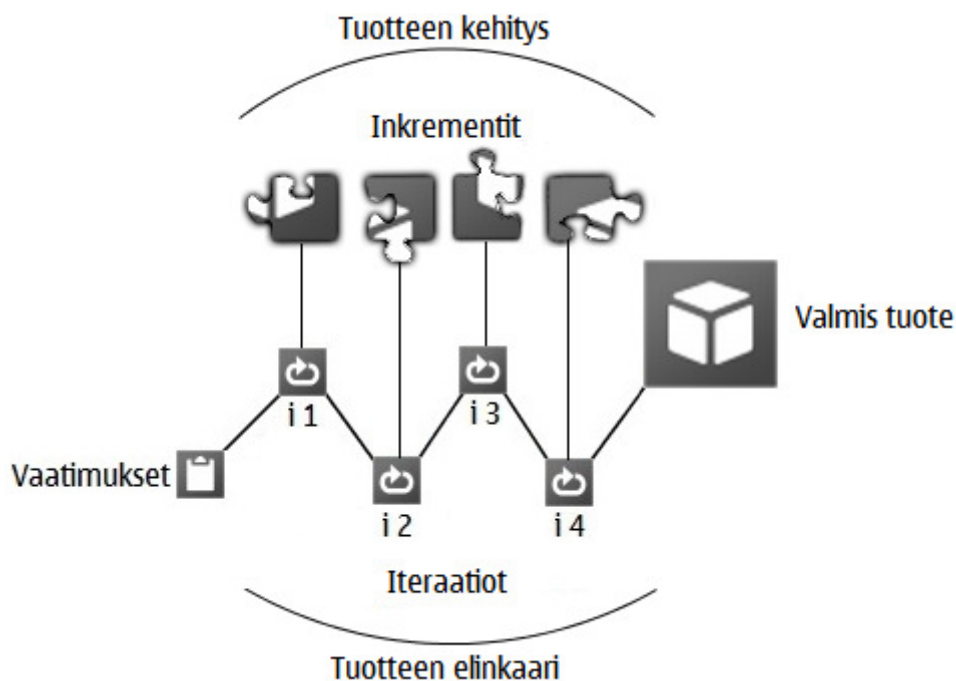 Tuotteen kehitys
Inkrementit
Valmis tuote
i 1
i 3
Vaatimukset
i 2
i 4
Iteraatiot
Tuotteen elinkaari